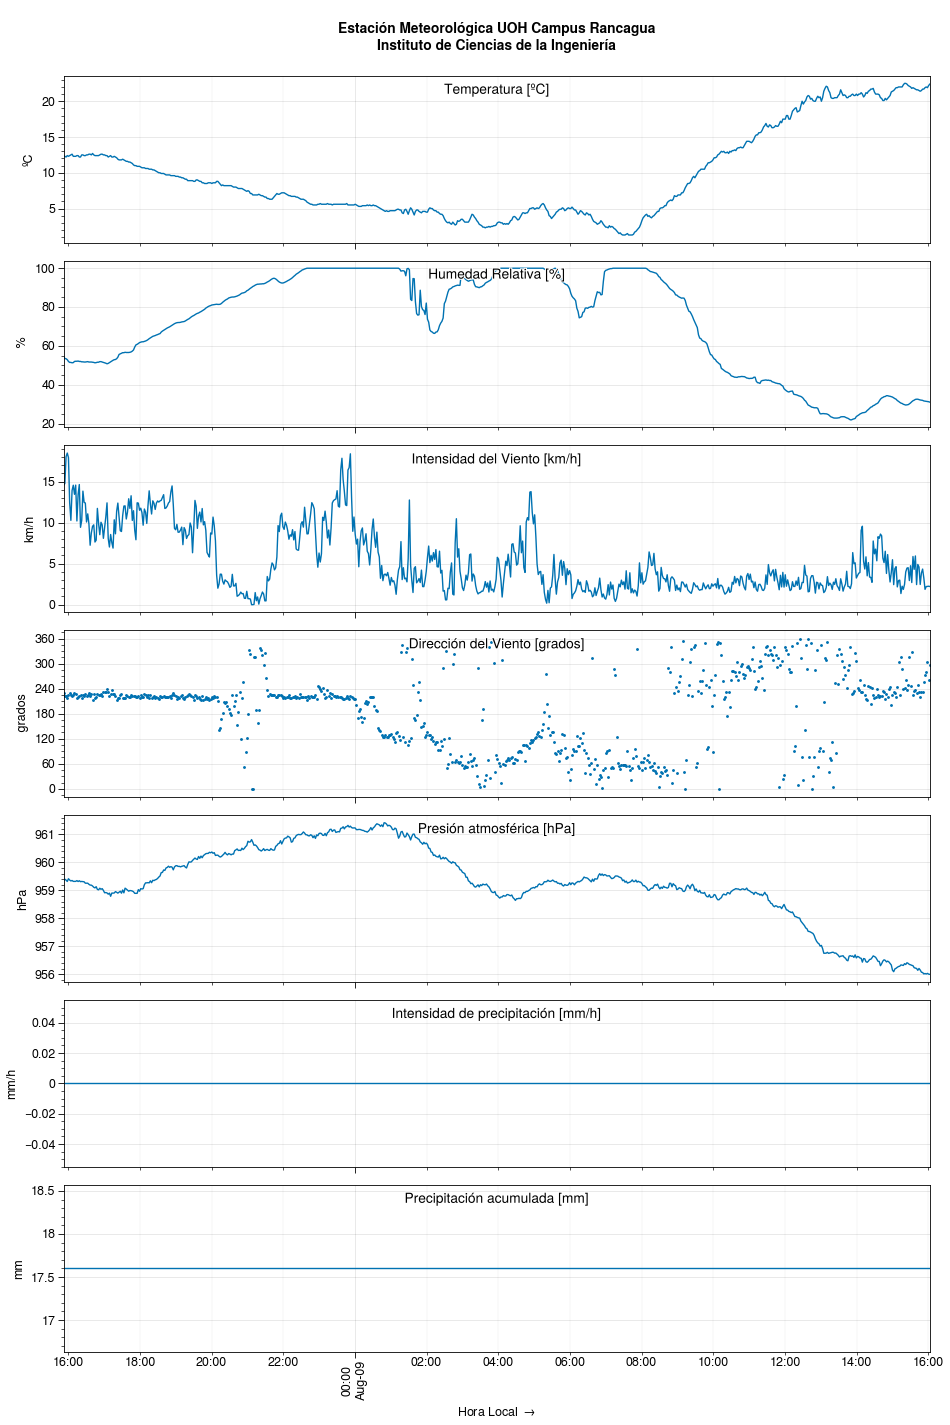 Estación Meteorológica UOH Campus Rancagua
Instituto de Ciencias de la Ingeniería
Temperatura [ºC]
20
15
10
5
ºC
Humedad Relativa [%]
100
80
60
40
20
%
Intensidad del Viento [km/h]
15
10
5
0
km/h
Dirección del Viento [grados]
360
300
240
180
120
60
0
grados
Presión atmosférica [hPa]
961
960
959
958
957
956
hPa
Intensidad de precipitación [mm/h]
0.04
0.02
0
−0.02
−0.04
mm/h
Precipitación acumulada [mm]
18.5
18
17.5
17
mm
16:00 18:00 20:00 22:00 00:00 02:00 04:00 06:00 08:00 10:00 12:00 14:00 16:00
Aug-09
Hora Local →